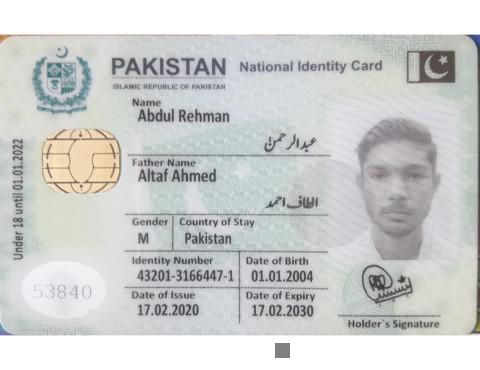 PAKISTAN National Identity Card
ISLAMIC REPUBLIC OF PAKISTAN
Name
Abdul Rehman
عبدالرحمن
Father Name
Altaf Ahmed
الطاف احمد
Gender Country of Stay
M Pakistan
Identity Number Date of Birth
43201-3166447-1 01.01.2004
Date of Issue Date of Expiry
17.02.2020 17.02.2030
Holder's Signature
53840
Under 18 until 01.01.2022